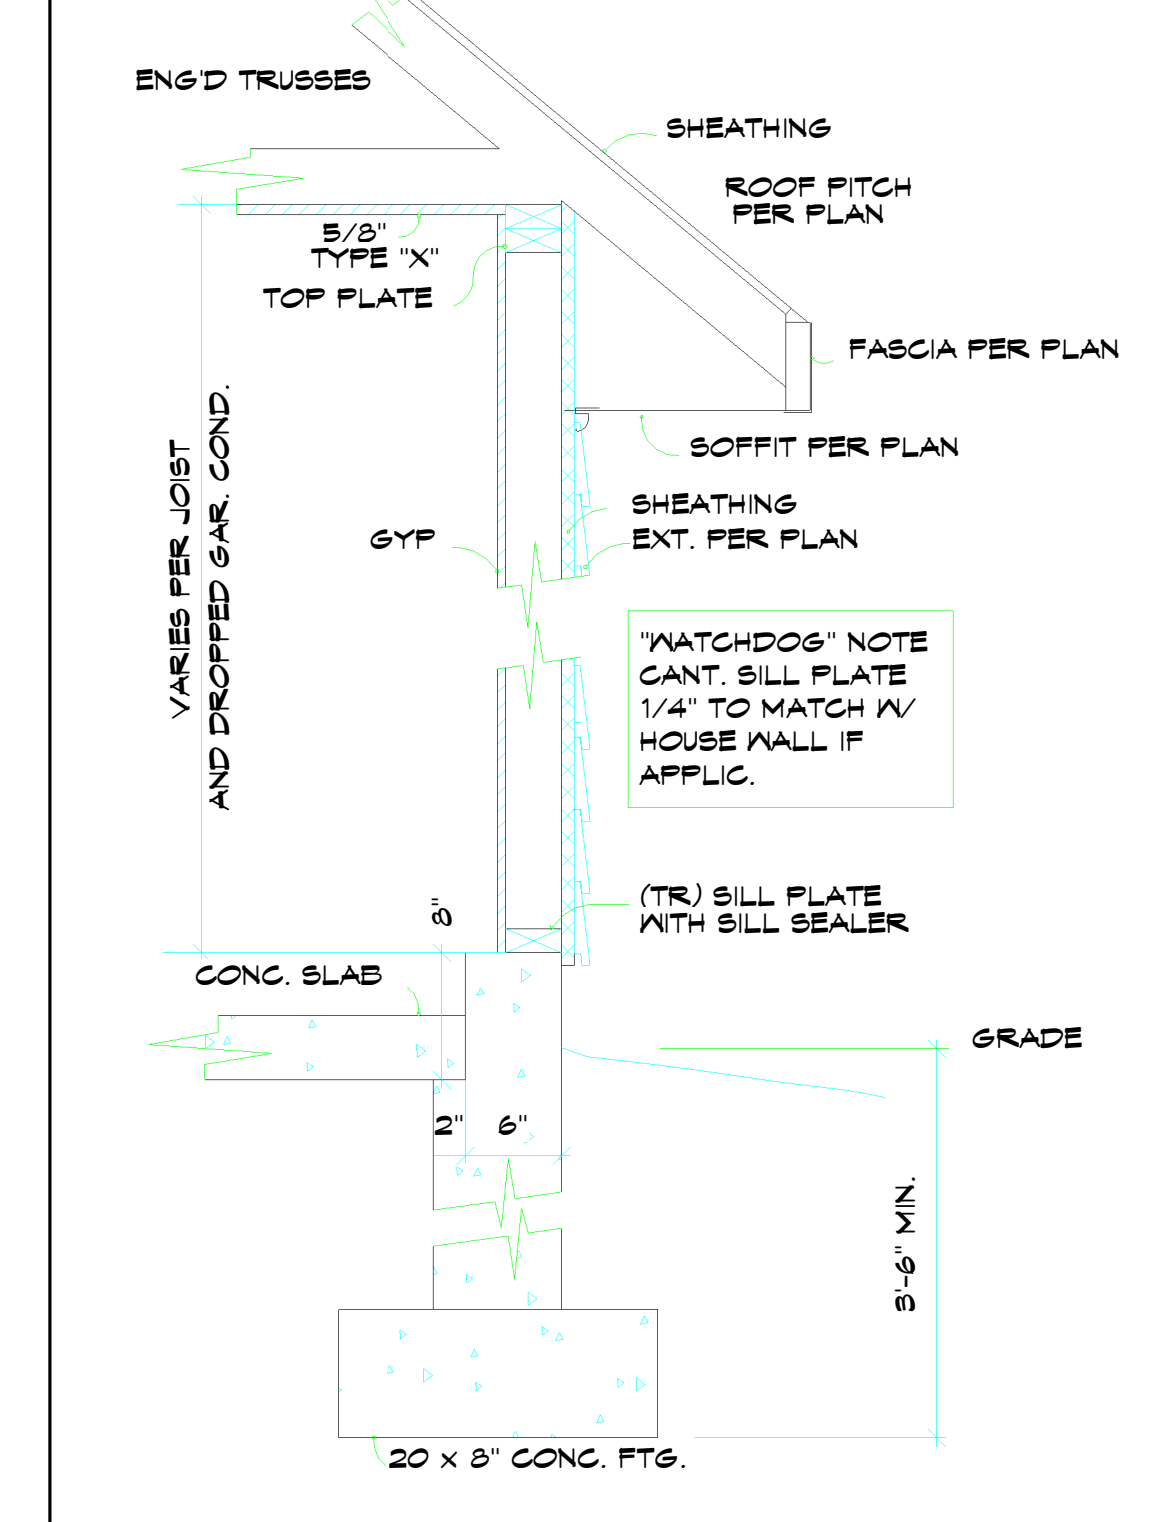 ENG'D TRUSSES
SHEATHING
ROOF PITCH
PER PLAN
5/8"
TYPE "X"
TOP PLATE
FASCIA PER PLAN
SOFFIT PER PLAN
VARIES PER JOIST
AND DROPPED GAR. COND.
SHEATHING
GYP
EXT. PER PLAN
"WATCHDOG" NOTE
CANT. SILL PLATE
1/4" TO MATCH W/
HOUSE WALL IF
APPLIC.
(TR) SILL PLATE
WITH SILL SEALER
8"
CONC. SLAB
GRADE
2"
6"
3'-6" MIN.
20 x 8" CONC. FTG.